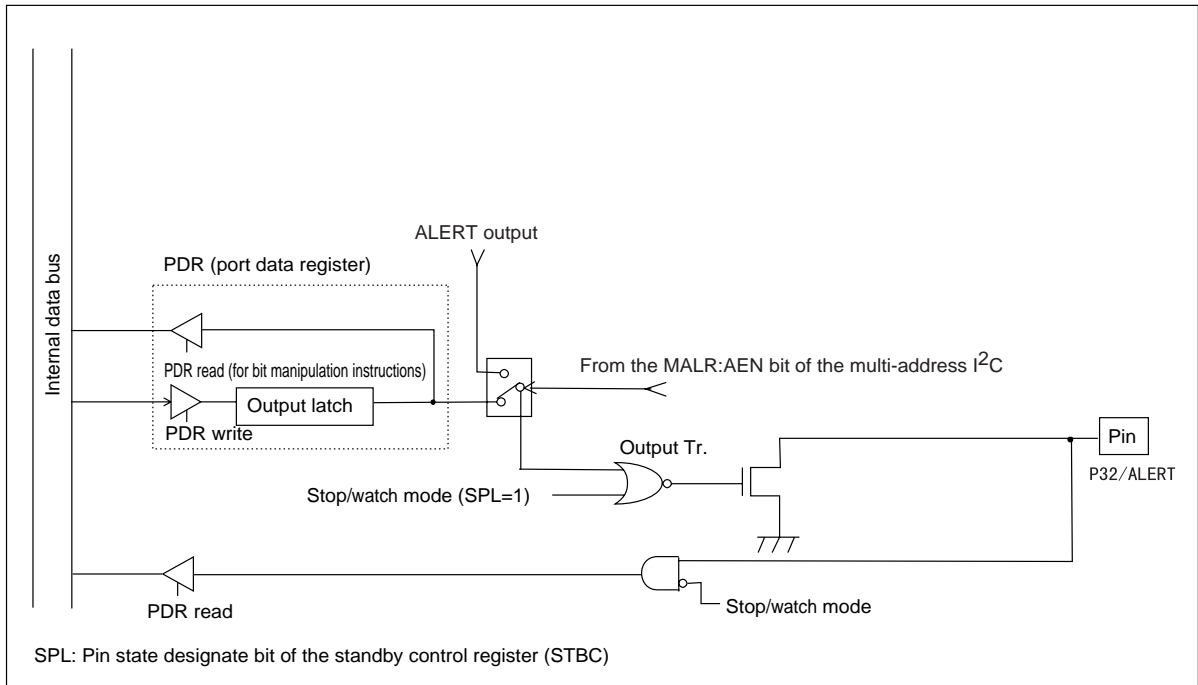 Internal data bus
ALERT output
PDR (port data register)
PDR read (for bit manipulation instructions)
Output latch
PDR write
From the MALR:AEN bit of the multi-address I²C
Output Tr.
Pin
P32/ALERT
Stop/watch mode (SPL=1)
PDR read
Stop/watch mode
SPL: Pin state designate bit of the standby control register (STBC)